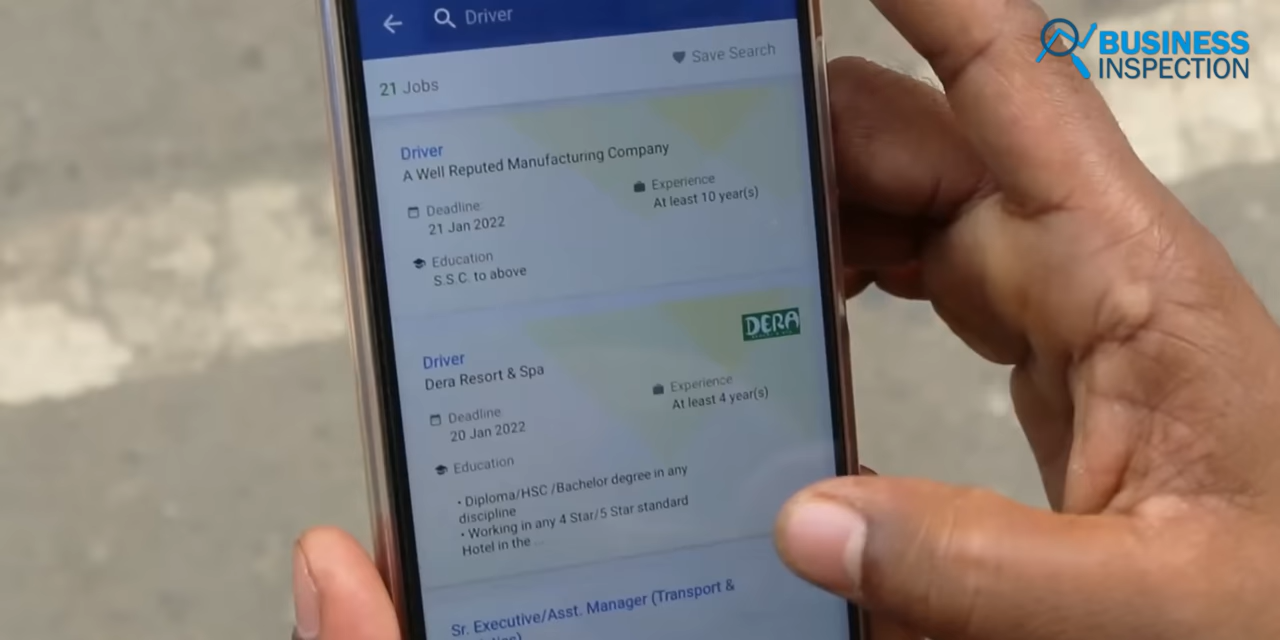 Driver
BUSINESS
INSPECTION
21 Jobs
Save Search
Driver
A Well Reputed Manufacturing Company
Deadline:
21 Jan 2022
Experience
At least 10 year(s)
Education
S.S.C. to above
DERA
Driver
Dera Resort & Spa
Deadline
20 Jan 2022
Experience
At least 4 year(s)
Education
• Diploma/HSC /Bachelor degree in any
discipline
• Working in any 4 Star/5 Star standard
Hotel in the ...
Sr. Executive/Asst. Manager (Transport &